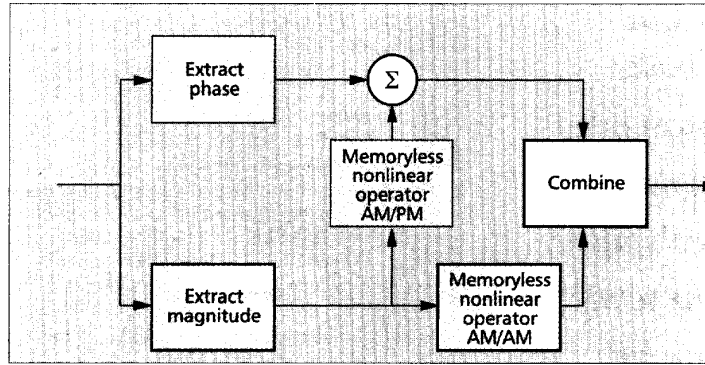 Extract
phase
Σ
Memoryless
nonlinear
operator
AM/PM
Combine
Extract
magnitude
Memoryless
nonlinear
operator
AM/AM